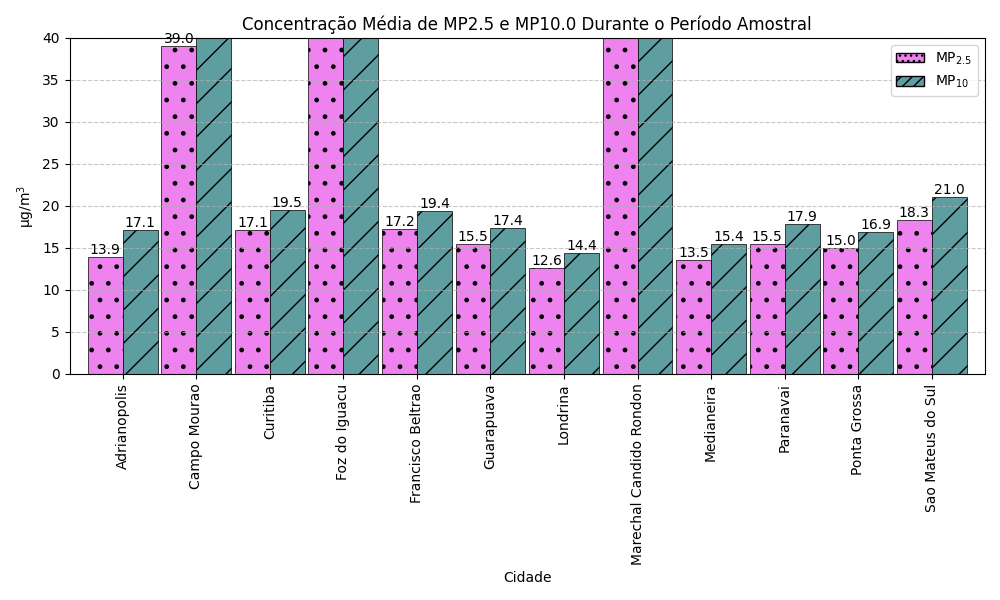 Concentração Média de MP2.5 e MP10.0 Durante o Período Amostral
40
35
30
25
20
15
10
5
0
µg/m³
MP₂.₅
MP₁₀
13.9
17.1
39.0
17.1
19.5
17.2
19.4
15.5
17.4
12.6
14.4
13.5
15.4
15.5
17.9
15.0
16.9
18.3
21.0
Adrianopolis
Campo Mourao
Curitiba
Foz do Iguacu
Francisco Beltrao
Guarapuava
Londrina
Marechal Candido Rondon
Medianeira
Paranavai
Ponta Grossa
Sao Mateus do Sul
Cidade